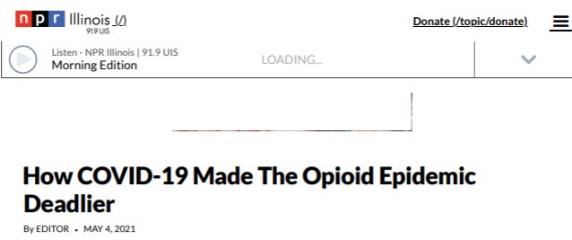 npr Illinois (/)
91.9 UIS
Donate (/topic/donate)
Listen · NPR Illinois | 91.9 UIS
Morning Edition
LOADING...
How COVID-19 Made The Opioid Epidemic
Deadlier
By EDITOR • MAY 4, 2021